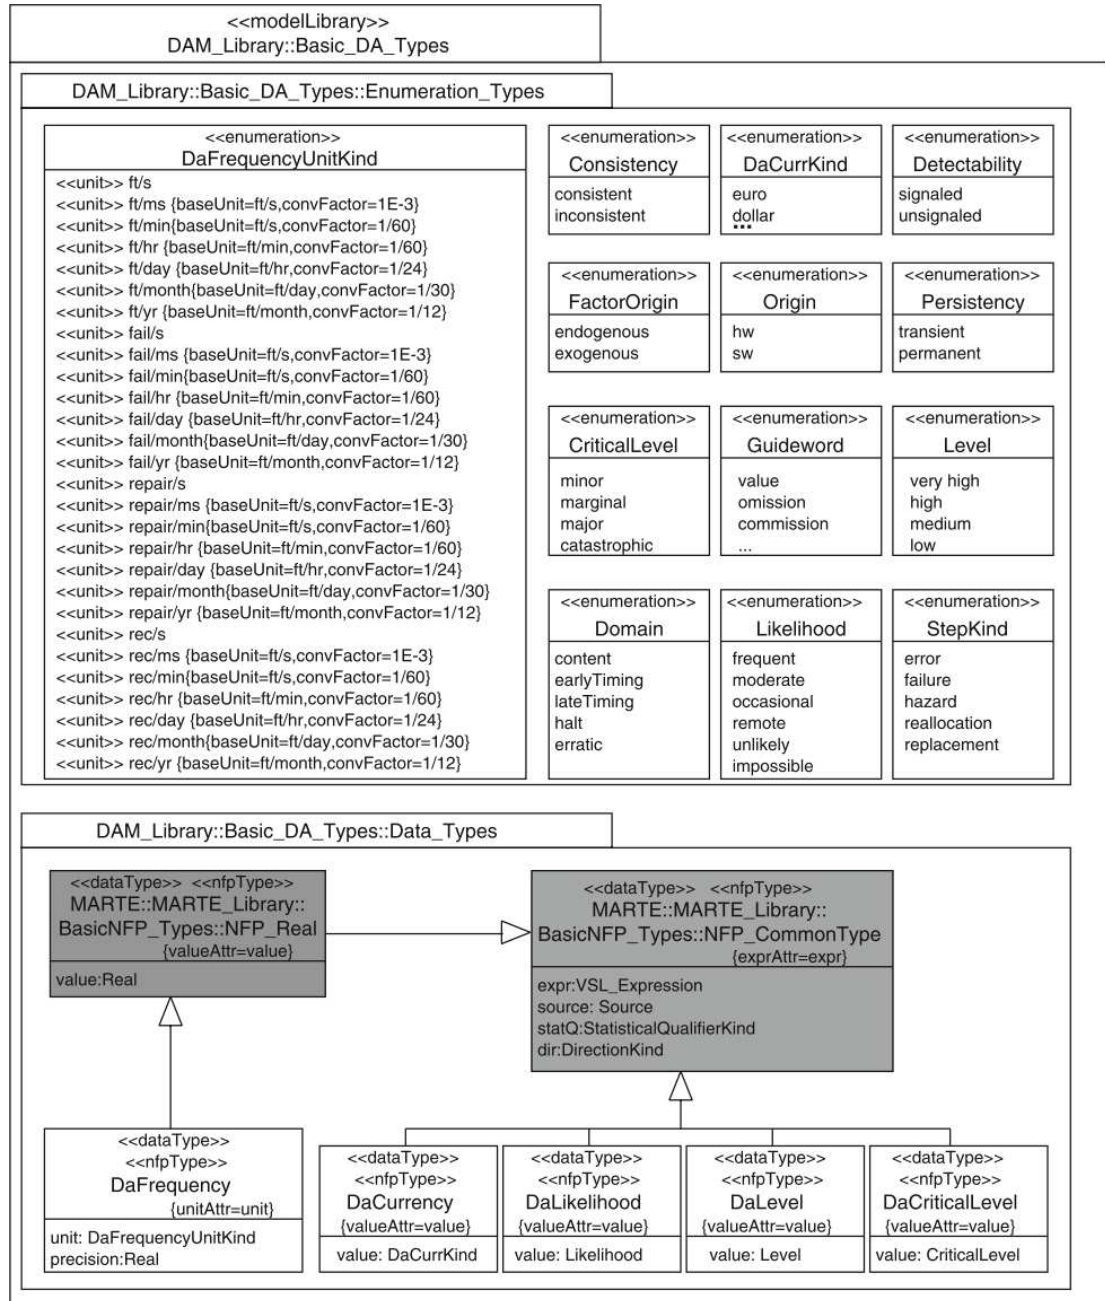 <<modelLibrary>>
DAM_Library::Basic_DA_Types
DAM_Library::Basic_DA_Types::Enumeration_Types
<<enumeration>>
DaFrequencyUnitKind
<<unit>> ft/s
<<unit>> ft/ms {baseUnit=ft/s,convFactor=1E-3}
<<unit>> ft/min{baseUnit=ft/s,convFactor=1/60}
<<unit>> ft/hr {baseUnit=ft/min,convFactor=1/60}
<<unit>> ft/day {baseUnit=ft/hr,convFactor=1/24}
<<unit>> ft/month{baseUnit=ft/day,convFactor=1/30}
<<unit>> ft/yr {baseUnit=ft/month,convFactor=1/12}
<<unit>> fail/s
<<unit>> fail/ms {baseUnit=ft/s,convFactor=1E-3}
<<unit>> fail/min{baseUnit=ft/s,convFactor=1/60}
<<unit>> fail/hr {baseUnit=ft/min,convFactor=1/60}
<<unit>> fail/day {baseUnit=ft/hr,convFactor=1/24}
<<unit>> fail/month{baseUnit=ft/day,convFactor=1/30}
<<unit>> fail/yr {baseUnit=ft/month,convFactor=1/12}
<<unit>> repair/s
<<unit>> repair/ms {baseUnit=ft/s,convFactor=1E-3}
<<unit>> repair/min{baseUnit=ft/s,convFactor=1/60}
<<unit>> repair/hr {baseUnit=ft/min,convFactor=1/60}
<<unit>> repair/day {baseUnit=ft/hr,convFactor=1/24}
<<unit>> repair/month{baseUnit=ft/day,convFactor=1/30}
<<unit>> repair/yr {baseUnit=ft/month,convFactor=1/12}
<<unit>> rec/s
<<unit>> rec/ms {baseUnit=ft/s,convFactor=1E-3}
<<unit>> rec/min{baseUnit=ft/s,convFactor=1/60}
<<unit>> rec/hr {baseUnit=ft/min,convFactor=1/60}
<<unit>> rec/day {baseUnit=ft/hr,convFactor=1/24}
<<unit>> rec/month{baseUnit=ft/day,convFactor=1/30}
<<unit>> rec/yr {baseUnit=ft/month,convFactor=1/12}
<<enumeration>>
Consistency
consistent
inconsistent
<<enumeration>>
DaCurrKind
euro
dollar
...
<<enumeration>>
Detectability
signaled
unsignaled
<<enumeration>>
FactorOrigin
endogenous
exogenous
<<enumeration>>
Origin
hw
sw
<<enumeration>>
Persistency
transient
permanent
<<enumeration>>
CriticalLevel
minor
marginal
major
catastrophic
<<enumeration>>
Guideword
value
omission
commission
...
<<enumeration>>
Level
very high
high
medium
low
<<enumeration>>
Domain
content
earlyTiming
lateTiming
halt
erratic
<<enumeration>>
Likelihood
frequent
moderate
occasional
remote
unlikely
impossible
<<enumeration>>
StepKind
error
failure
hazard
reallocation
replacement
DAM_Library::Basic_DA_Types::Data_Types
<<dataType>> <<nfpType>>
MARTE::MARTE_Library::
BasicNFP_Types::NFP_Real
{valueAttr=value}
value:Real
<<dataType>> <<nfpType>>
MARTE::MARTE_Library::
BasicNFP_Types::NFP_CommonType
{exprAttr=expr}
expr:VSL_Expression
source: Source
statQ:StatisticalQualifierKind
dir:DirectionKind
<<dataType>>
<<nfpType>>
DaFrequency
{unitAttr=unit}
unit: DaFrequencyUnitKind
precision:Real
<<dataType>>
<<nfpType>>
DaCurrency
{valueAttr=value}
value: DaCurrKind
<<dataType>>
<<nfpType>>
DaLikelihood
{valueAttr=value}
value: Likelihood
<<dataType>>
<<nfpType>>
DaLevel
{valueAttr=value}
value: Level
<<dataType>>
<<nfpType>>
DaCriticalLevel
{valueAttr=value}
value: CriticalLevel